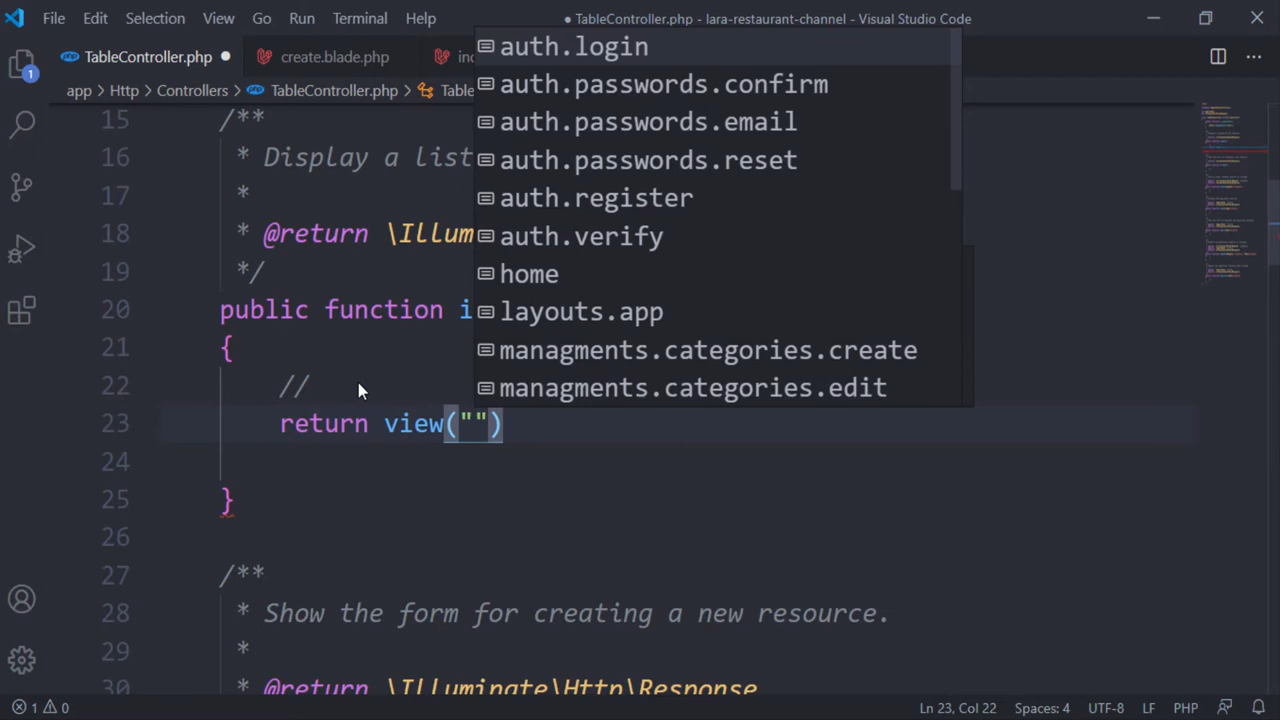 File Edit Selection View Go Run Terminal Help
● TableController.php - lara-restaurant-channel - Visual Studio Code
TableController.php
create.blade.php
app > Http > Controllers > TableController.php >
1
auth.login
auth.passwords.confirm
auth.passwords.email
auth.passwords.reset
auth.register
auth.verify
home
layouts.app
managments.categories.create
managments.categories.edit
15 /**
16 * Display a list
17 *
18 * @return \Illum
19 */
20 public function i
21 {
22 //
23 return view("")
24
25 }
26
27 /**
28 * Show the form for creating a new resource.
29 *
30 * @return \Illuminate\Http\Response
1 0
Ln 23, Col 22 Spaces: 4 UTF-8 LF PHP